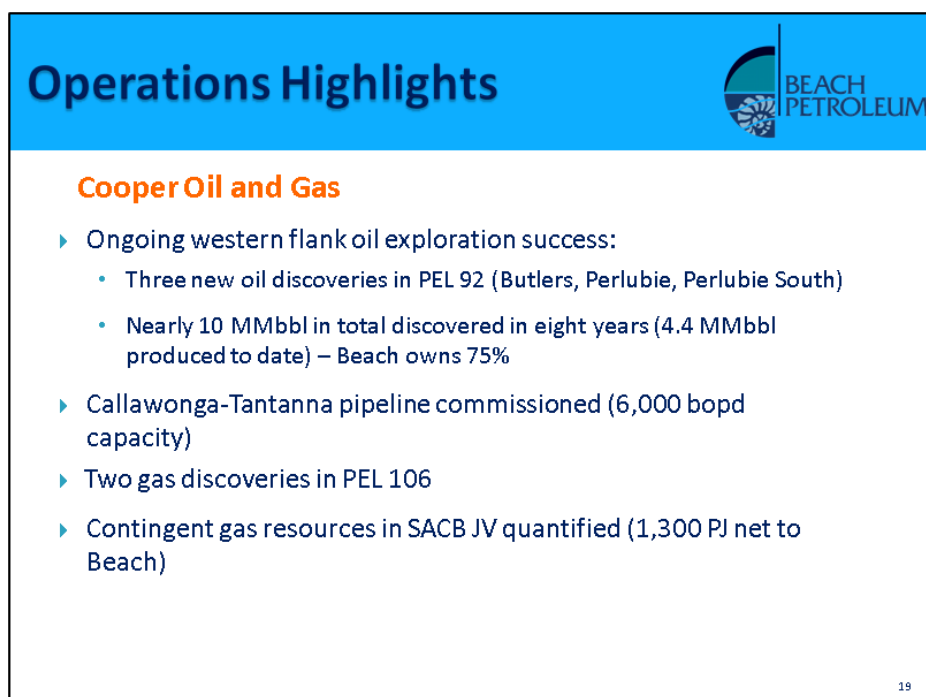 Operations Highlights
BEACH
PETROLEUM
Cooper Oil and Gas
Ongoing western flank oil exploration success:
• Three new oil discoveries in PEL 92 (Butlers, Perlubie, Perlubie South)
• Nearly 10 MMbbl in total discovered in eight years (4.4 MMbbl
produced to date) – Beach owns 75%
Callawonga-Tantanna pipeline commissioned (6,000 bopd
capacity)
Two gas discoveries in PEL 106
Contingent gas resources in SACB JV quantified (1,300 PJ net to
Beach)
19